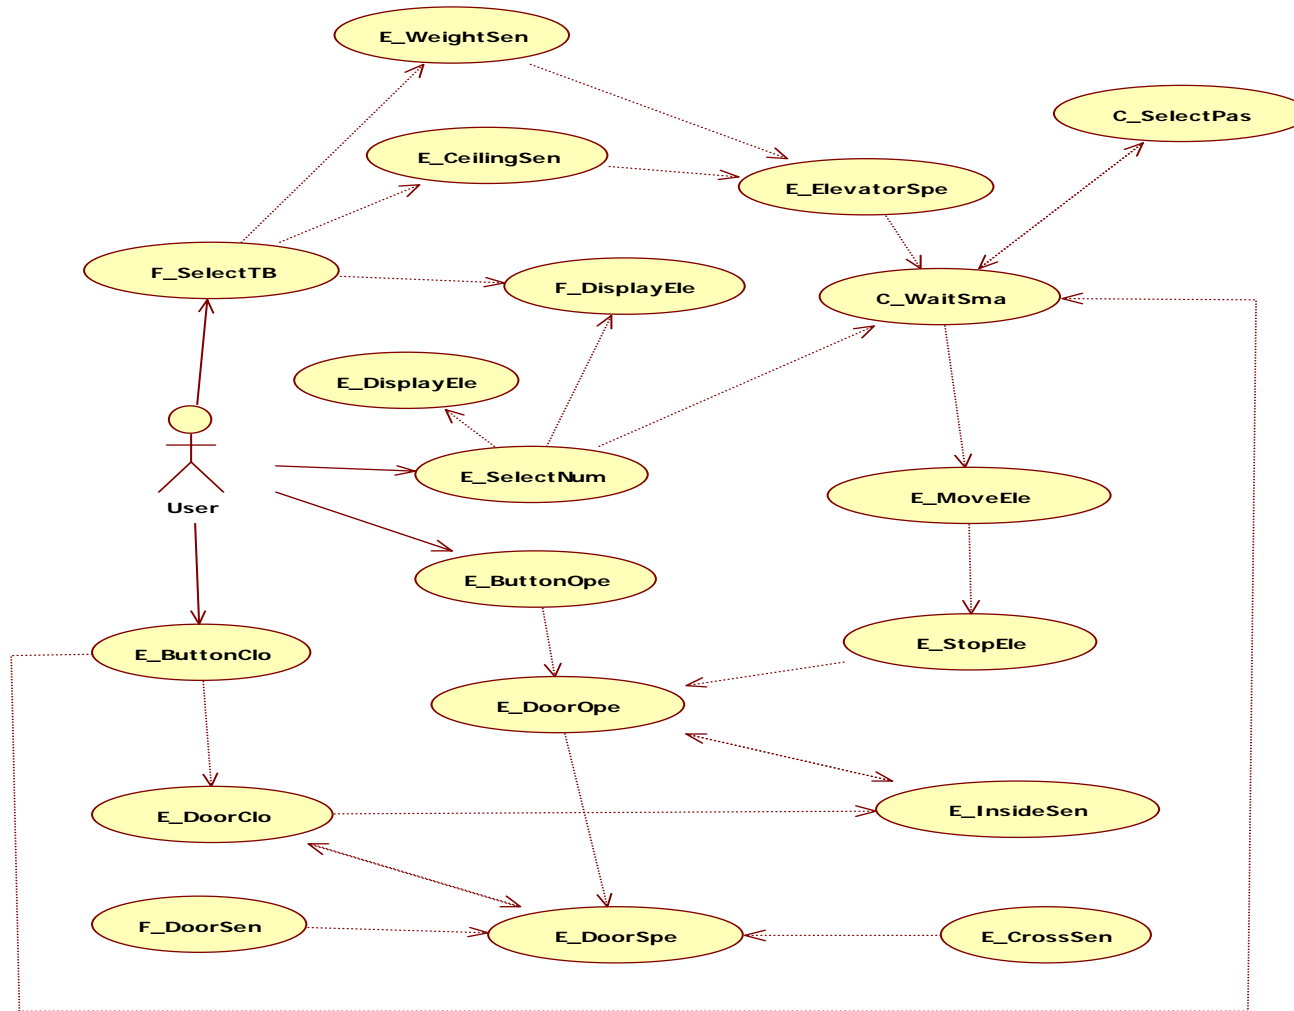 E_WeightSen
C_SelectPas
E_CeilingSen
E_ElevatorSpe
F_SelectTB
F_DisplayEle
C_WaitSma
E_DisplayEle
E_SelectNum
E_MoveEle
User
E_ButtonOpe
E_ButtonClo
E_StopEle
E_DoorOpe
E_DoorClo
E_InsideSen
F_DoorSen
E_DoorSpe
E_CrossSen